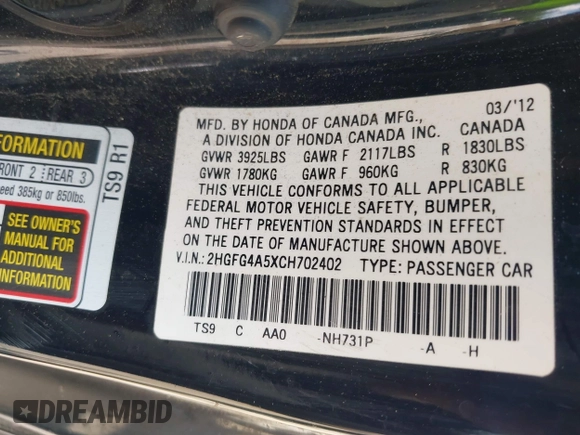 FORMATION
FRONT 2 REAR 3
eed 385kg or 850lbs.
SEE OWNER'S
MANUAL FOR
ADDITIONAL
INFORMATION
TS9 R1
MFD. BY HONDA OF CANADA MFG., 03/'12
A DIVISION OF HONDA CANADA INC. CANADA
GVWR 3925LBS GAWR F 2117LBS R 1830LBS
GVWR 1780KG GAWR F 960KG R 830KG
THIS VEHICLE CONFORMS TO ALL APPLICABLE
FEDERAL MOTOR VEHICLE SAFETY, BUMPER,
AND THEFT PREVENTION STANDARDS IN EFFECT
ON THE DATE OF MANUFACTURE SHOWN ABOVE.
V.I.N.: 2HGFG4A5XCH702402 TYPE: PASSENGER CAR
TS9 C AA0 -NH731P -A -H
DREAMBID